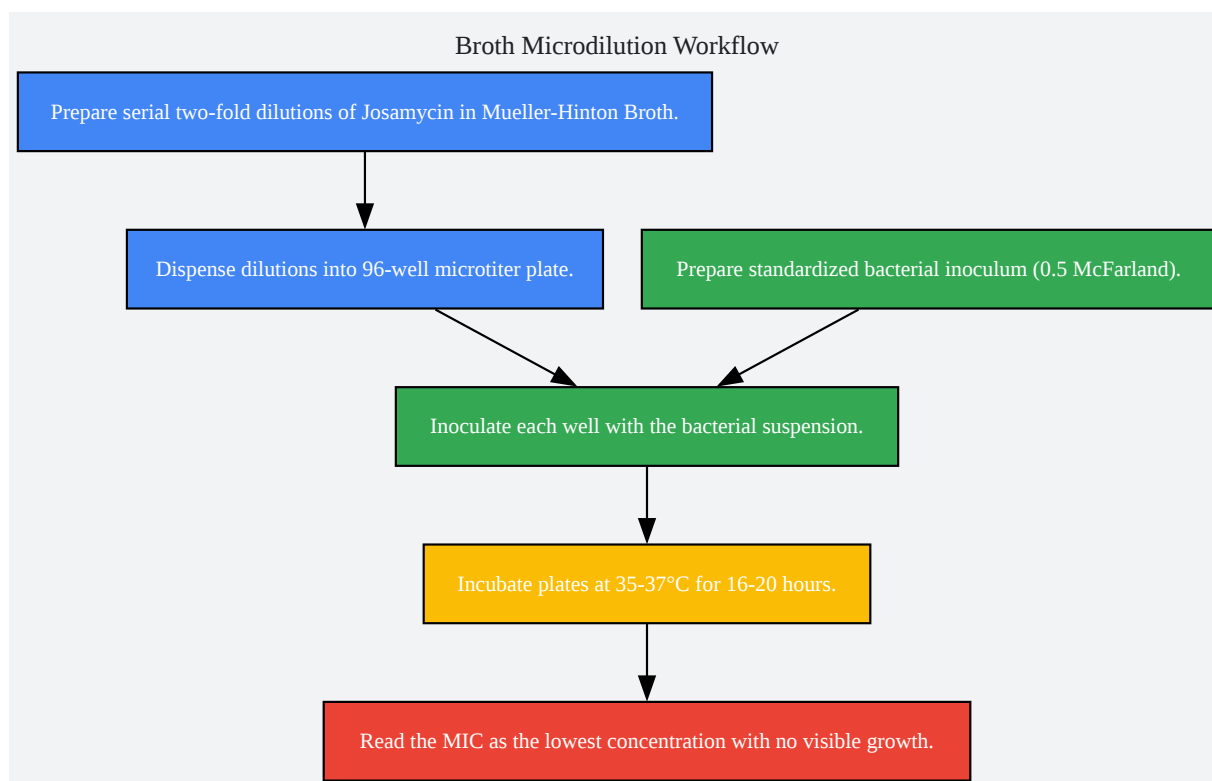 Broth Microdilution Workflow
Prepare serial two-fold dilutions of Josamycin in Mueller-Hinton Broth.
Dispense dilutions into 96-well microtiter plate.
Prepare standardized bacterial inoculum (0.5 McFarland).
Inoculate each well with the bacterial suspension.
Incubate plates at 35-37°C for 16-20 hours.
Read the MIC as the lowest concentration with no visible growth.